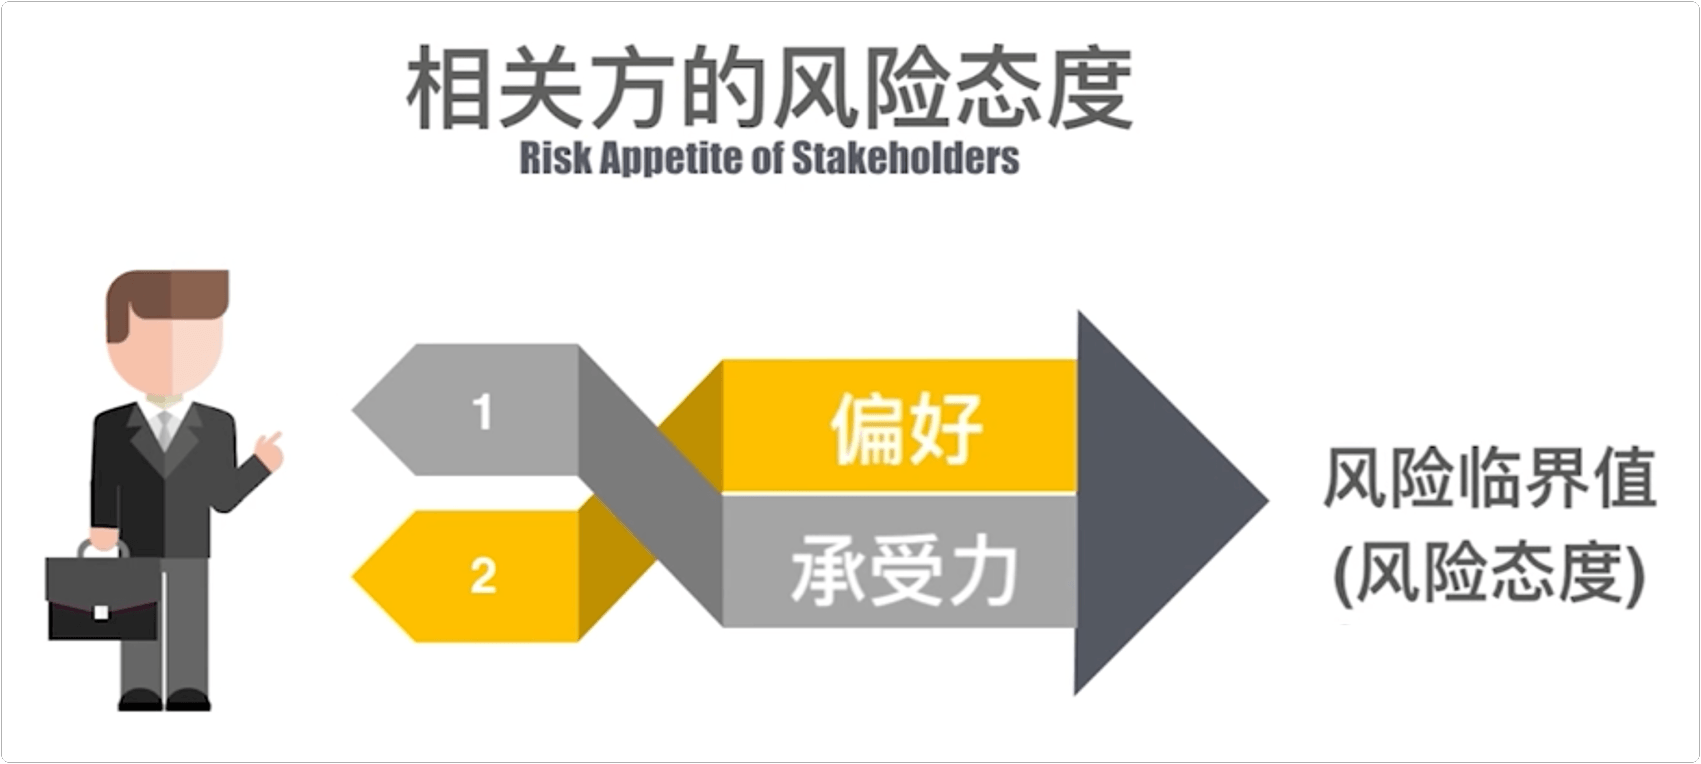 相关方的风险态度
Risk Appetite of Stakeholders
1
偏好
2
承受力
风险临界值
(风险态度)